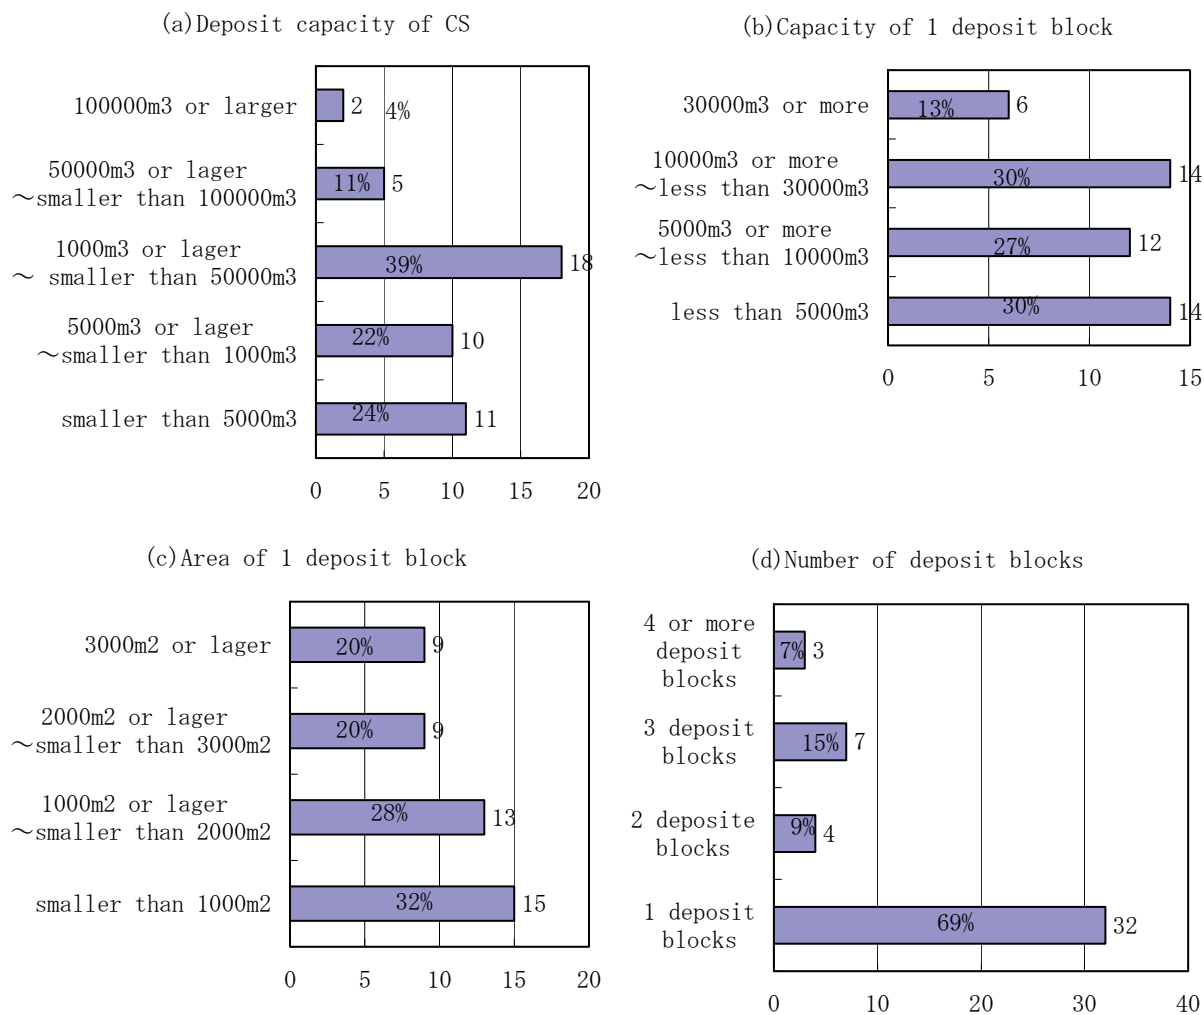 (a)Deposit capacity of CS
100000m3 or larger
2
4%
50000m3 or lager
～smaller than 100000m3
11%
5
1000m3 or lager
～ smaller than 50000m3
39%
18
5000m3 or lager
～smaller than 1000m3
22%
10
smaller than 5000m3
24%
11
0 5 10 15 20
(b)Capacity of 1 deposit block
30000m3 or more
13%
6
10000m3 or more
～less than 30000m3
30%
14
5000m3 or more
～less than 10000m3
27%
12
less than 5000m3
30%
14
0 5 10 15
(c)Area of 1 deposit block
3000m2 or lager
20%
9
2000m2 or lager
～smaller than 3000m2
20%
9
1000m2 or lager
～smaller than 2000m2
28%
13
smaller than 1000m2
32%
15
0 5 10 15 20
(d)Number of deposit blocks
4 or more
deposit
blocks
7%
3
3 deposit
blocks
15%
7
2 deposite
blocks
9%
4
1 deposit
blocks
69%
32
0 10 20 30 40